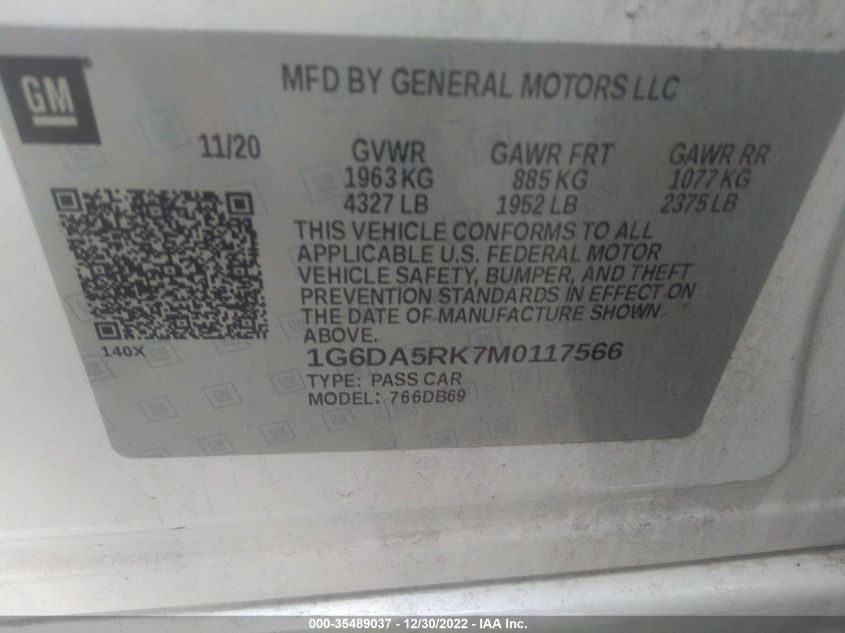 MFD BY GENERAL MOTORS LLC
GM
11/20 GVWR GAWR FRT GAWR RR
1963 KG 885 KG 1077 KG
4327 LB 1952 LB 2375 LB
THIS VEHICLE CONFORMS TO ALL
APPLICABLE U.S. FEDERAL MOTOR
VEHICLE SAFETY, BUMPER, AND THEFT
PREVENTION STANDARDS IN EFFECT ON
THE DATE OF MANUFACTURE SHOWN
ABOVE.
140X
1G6DA5RK7M0117566
TYPE: PASS CAR
MODEL: 766DB69
000-35489037 - 12/30/2022 - IAA Inc.